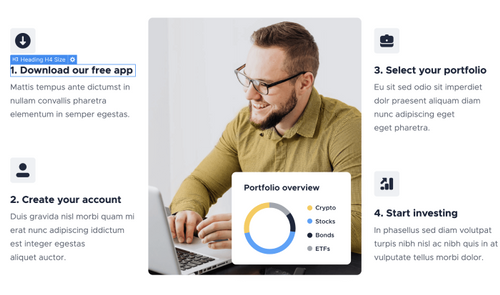 H4 Heading H4 Size
1. Download our free app
Mattis tempus ante dictumst in
nullam convallis pharetra
elementum in semper egestas.
2. Create your account
Duis gravida nisl morbi quam mi
erat nunc adipiscing iddictum
est integer egestas
aliquet auctor.
Portfolio overview
Crypto
Stocks
Bonds
ETFs
3. Select your portfolio
Eu sit sed odio sit imperdiet
dolr praesent aliquam diam
nunc adipiscing eget
eget pharetra.
4. Start investing
In phasellus sed diam volutpat
turpis nibh nisl ac nibh quis in at
vulputate tellus morbi dolor.